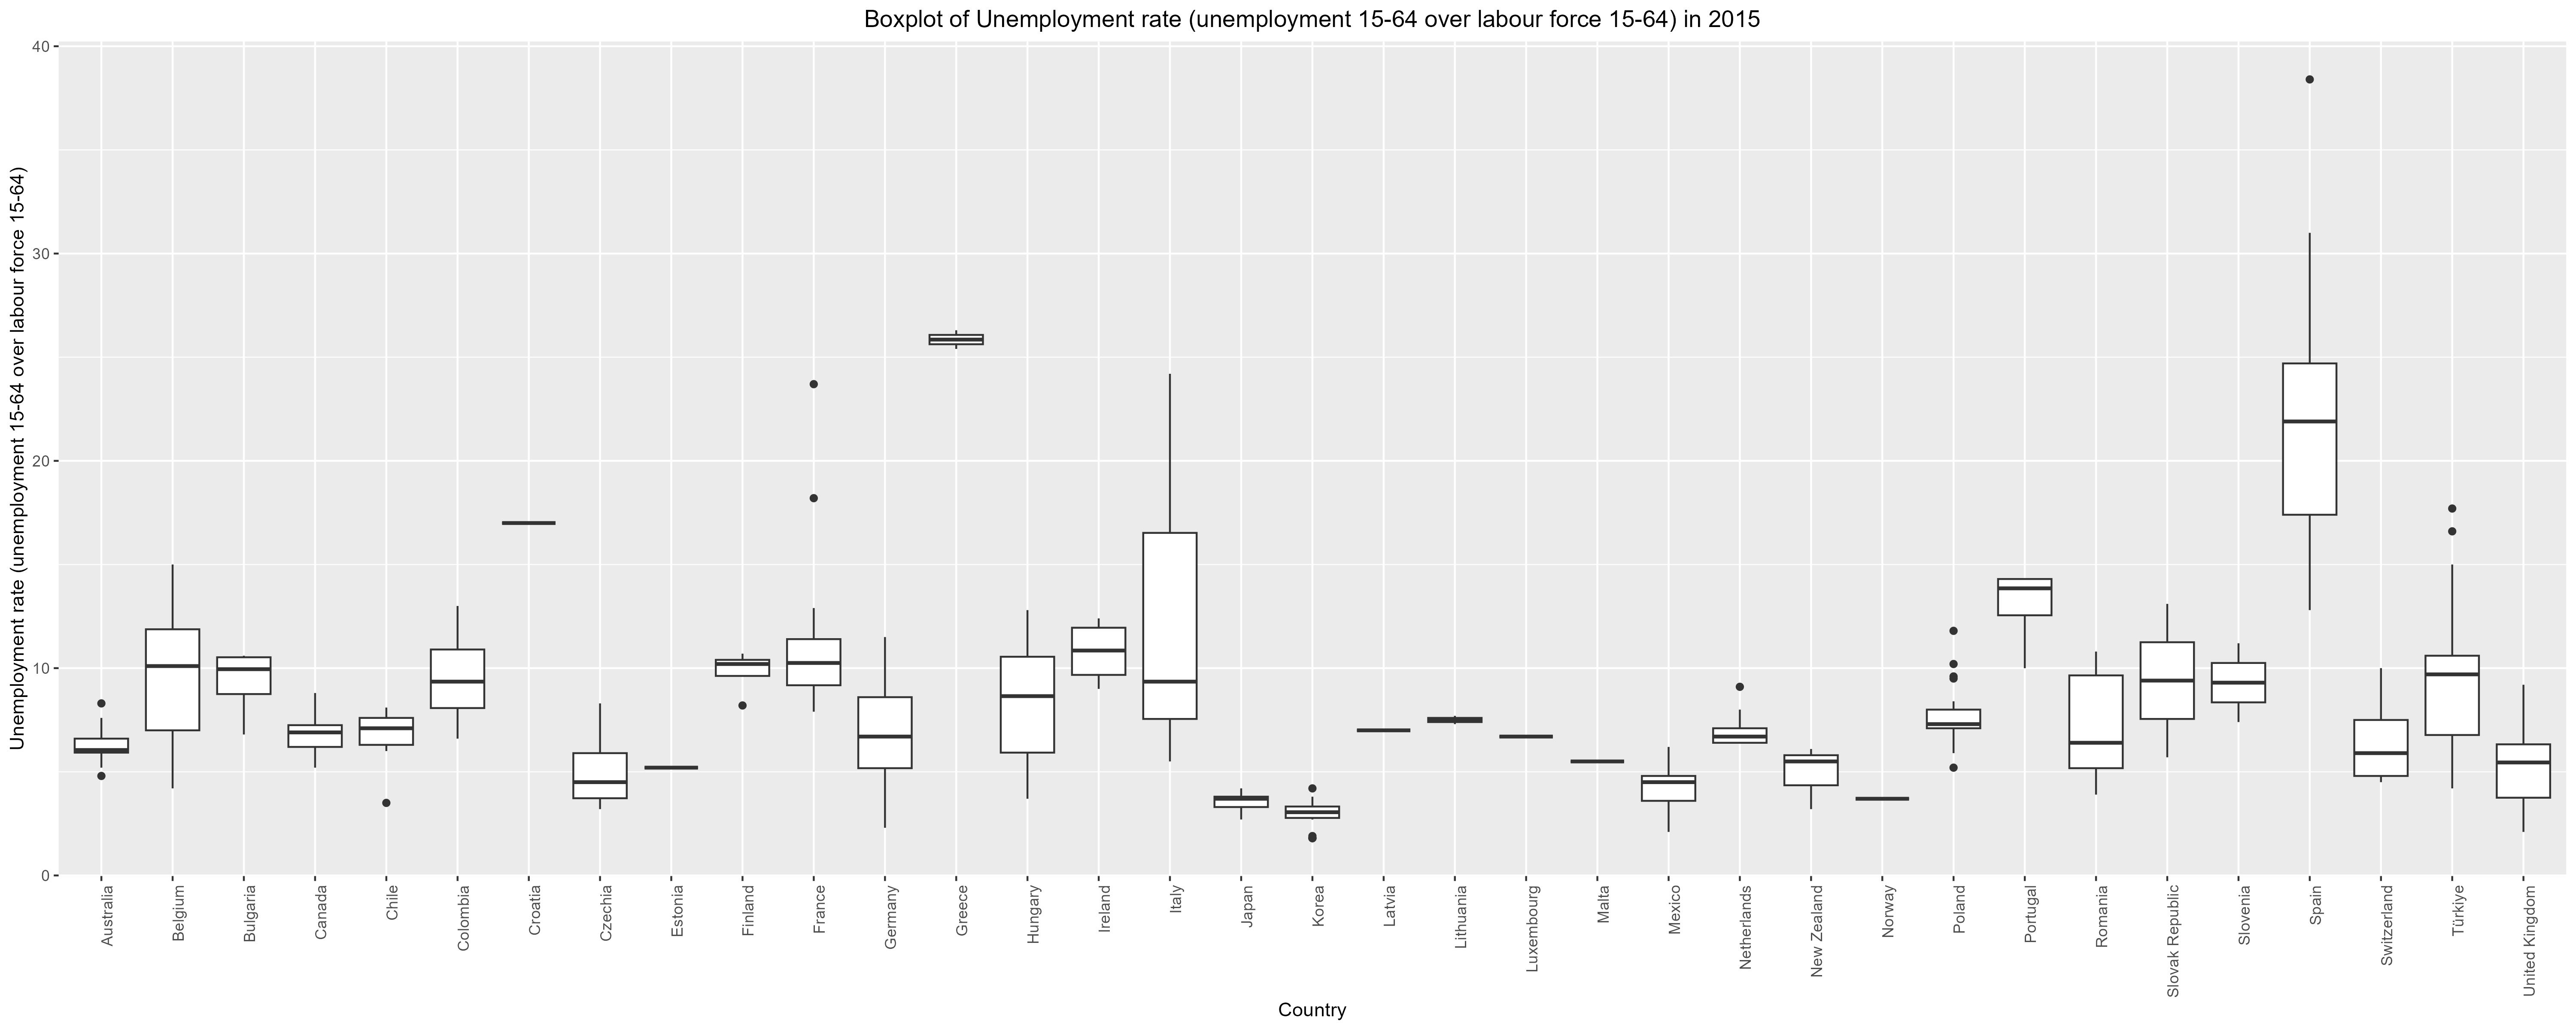 Boxplot of Unemployment rate (unemployment 15-64 over labour force 15-64) in 2015
Unemployment rate (unemployment 15-64 over labour force 15-64)
40
30
20
10
0
Australia
Belgium
Bulgaria
Canada
Chile
Colombia
Croatia
Czechia
Estonia
Finland
France
Germany
Greece
Hungary
Ireland
Italy
Japan
Korea
Latvia
Lithuania
Luxembourg
Malta
Mexico
Netherlands
New Zealand
Norway
Poland
Portugal
Romania
Slovak Republic
Slovenia
Spain
Switzerland
Türkiye
United Kingdom
Country